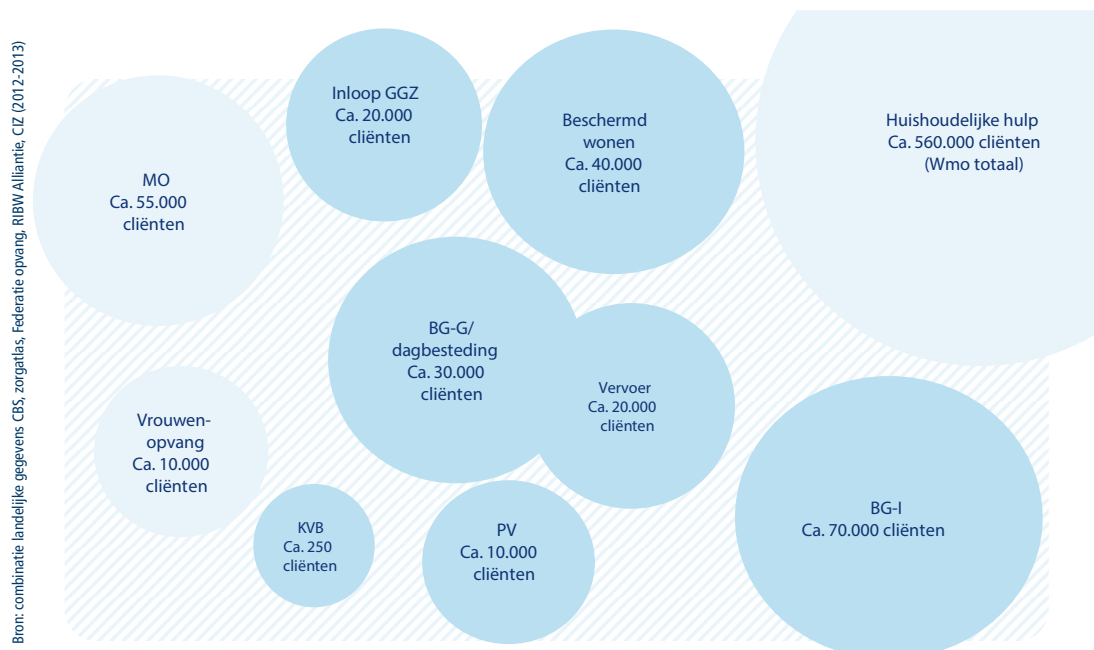 Bron: combinatie landelijke gegevens CBS, zorgatlas, Federatie opvang, RIBW Alliantie, CIZ (2012-2013)
MO
Ca. 55.000
cliënten
Inloop GGZ
Ca. 20.000
cliënten
Beschermd
wonen
Ca. 40.000
cliënten
Huishoudelijke hulp
Ca. 560.000 cliënten
(Wmo totaal)
BG-G/
dagbesteding
Ca. 30.000
cliënten
Vervoer
Ca. 20.000
cliënten
Vrouwen-
opvang
Ca. 10.000
cliënten
KVB
Ca. 250
cliënten
PV
Ca. 10.000
cliënten
BG-I
Ca. 70.000 cliënten